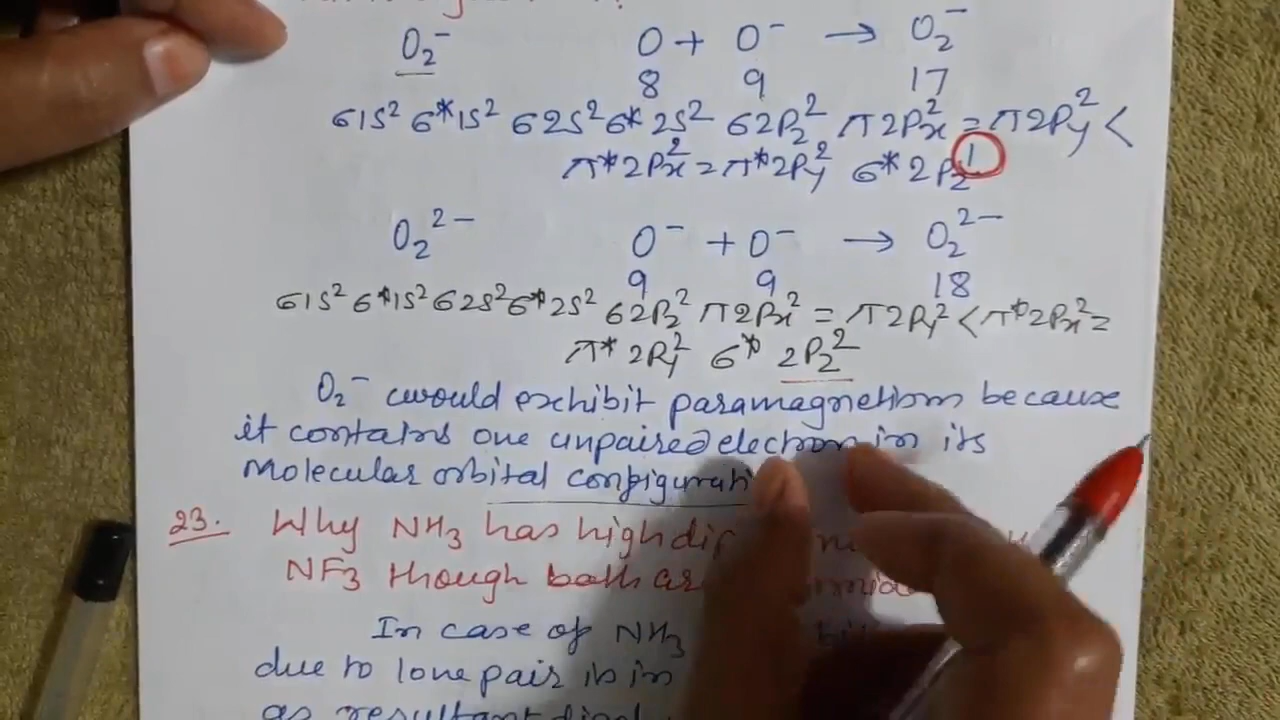 O₂⁻ O + O⁻ → O₂⁻
8 9 17
σ1s² σ*1s² σ2s² σ*2s² σ2Pz² π2Px² = π2Py² <
π*2Px² = π*2Py² σ*2Pz¹
O₂²⁻ O⁻ + O⁻ → O₂²⁻
9 9 18
σ1s² σ*1s² σ2s² σ*2s² σ2Pz² π2Px² = π2Py² < π*2Px² =
π* 2Py² σ* 2Pz²
O₂⁻ would exhibit paramagnetism because
it contains one unpaired electron in its
molecular orbital configurati
23. Why NH₃ has high dip
NF₃ though both ar
In case of NH₃
due to lone pair is in
as resultant